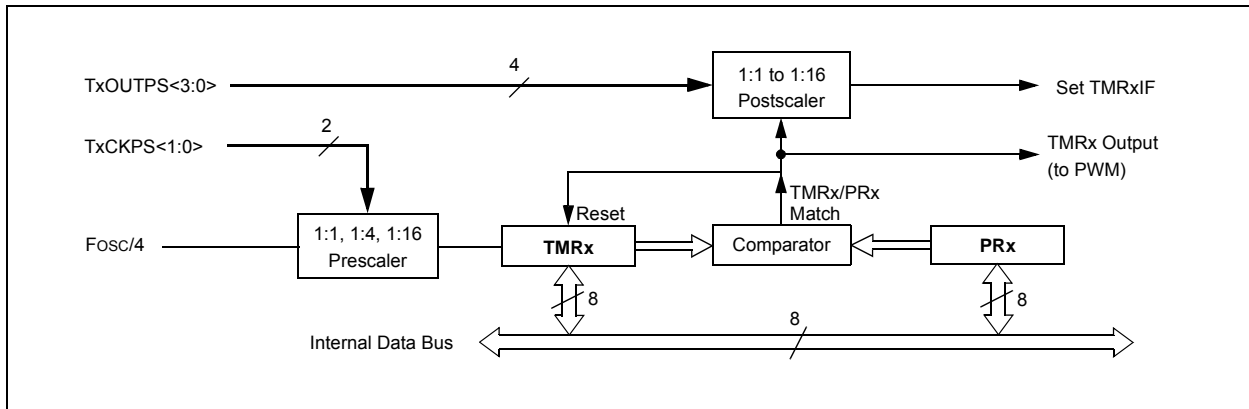 TxOUTPS<3:0>
4
1:1 to 1:16
Postscaler
Set TMRxIF
TxCKPS<1:0>
2
TMRx Output
(to PWM)
TMRx/PRx
Match
Reset
FOSC/4
1:1, 1:4, 1:16
Prescaler
TMRx
Comparator
PRx
8
8
Internal Data Bus
8